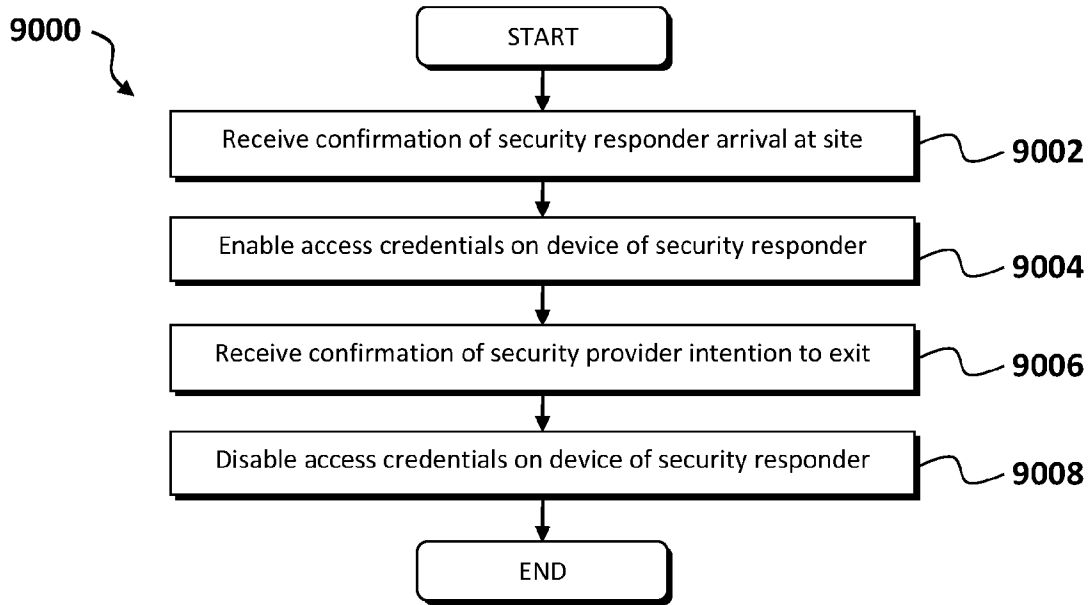 9000
START
Receive confirmation of security responder arrival at site
9002
Enable access credentials on device of security responder
9004
Receive confirmation of security provider intention to exit
9006
Disable access credentials on device of security responder
9008
END